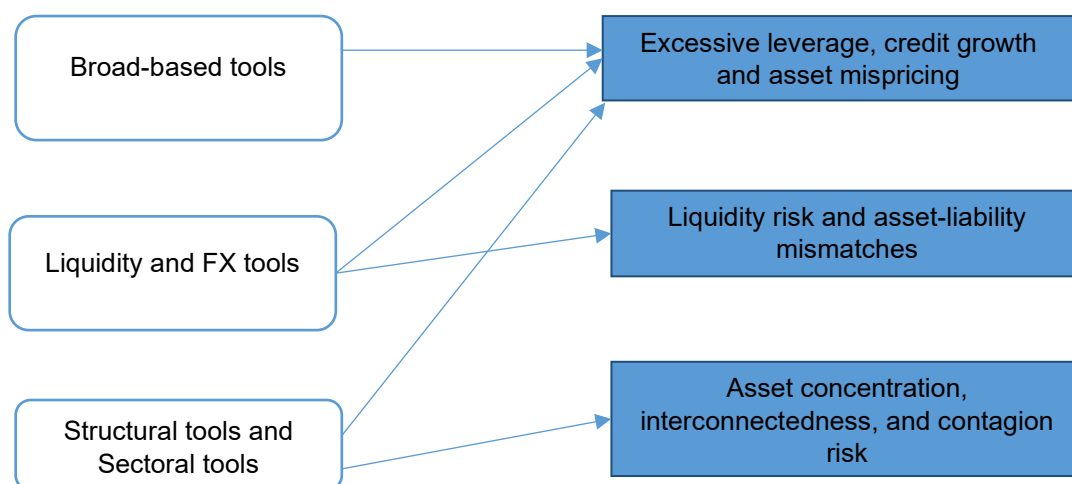 Broad-based tools
Excessive leverage, credit growth
and asset mispricing
Liquidity and FX tools
Liquidity risk and asset-liability
mismatches
Structural tools and
Sectoral tools
Asset concentration,
interconnectedness, and contagion
risk